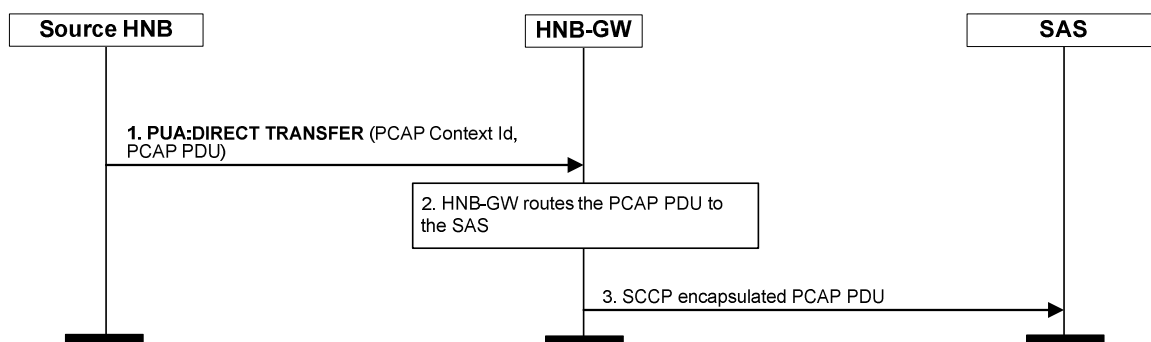 Source HNB
HNB-GW
SAS
1. PUA:DIRECT TRANSFER (PCAP Context Id,
PCAP PDU)
2. HNB-GW routes the PCAP PDU to
the SAS
3. SCCP encapsulated PCAP PDU